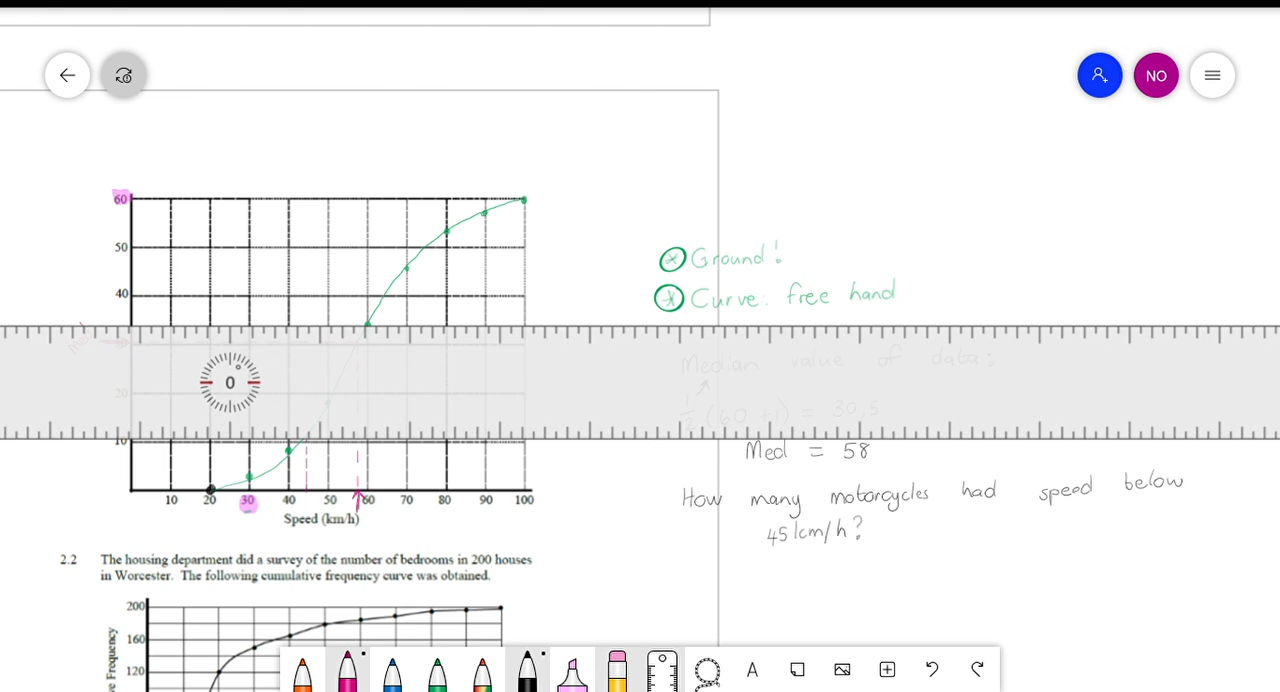 NO
60
50
40
30
20
10
10 20 30 40 50 60 70 80 90 100
Speed (km/h)
Med
0
Ground!
Curve: free hand
Median value of data:
1/2 (60 + 1) = 30,5
Med = 58
How many motorcycles had speed below
45 km/h?
2.2 The housing department did a survey of the number of bedrooms in 200 houses
in Worcester. The following cumulative frequency curve was obtained.
200
160
120
Frequency
A